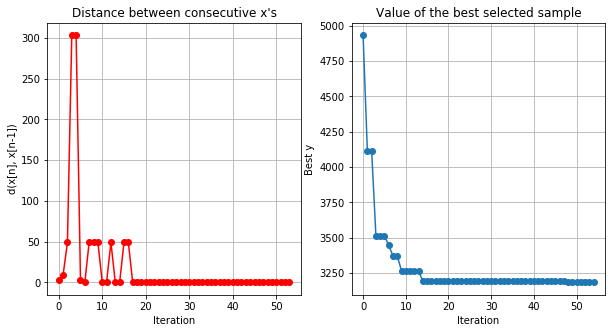 Distance between consecutive x's
d(x[n], x[n-1])
300
250
200
150
100
50
0
0 10 20 30 40 50
Iteration
Value of the best selected sample
Best y
5000
4750
4500
4250
4000
3750
3500
3250
0 10 20 30 40 50
Iteration